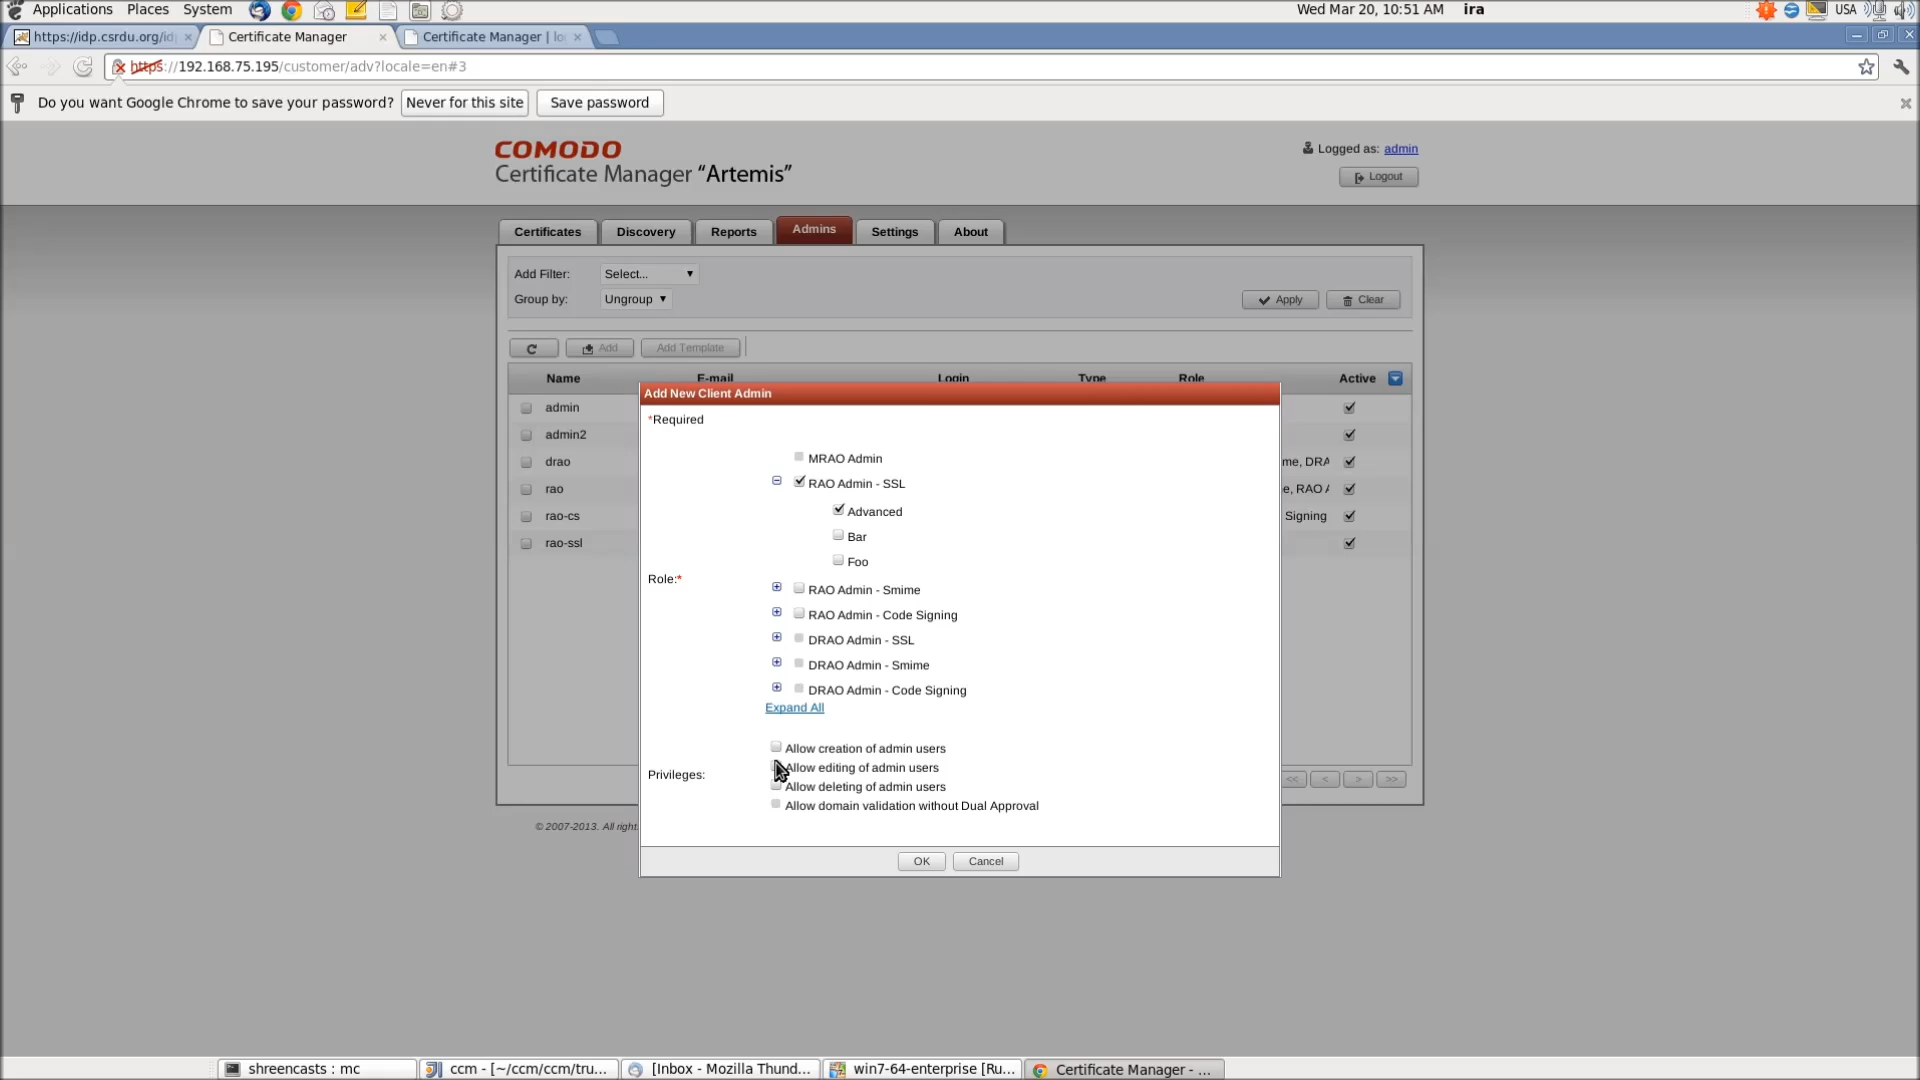 Applications Places System Wed Mar 20, 10:51 AM ira USA
https://idp.csrdu.org/id Certificate Manager Certificate Manager | lo
https://192.168.75.195/customer/adv?locale=en#3
Do you want Google Chrome to save your password? Never for this site Save password
COMODO
Certificate Manager “Artemis”
Logged as: admin
Logout
Certificates Discovery Reports Admins Settings About
Add Filter: Select...
Group by: Ungroup
Apply Clear
Add Add Template
Name E-mail Login Type Role Active
Add New Client Admin
*Required
admin
admin2
drao me, DRA
rao e, RAO A
rao-cs Signing
rao-ssl
MRAO Admin
RAO Admin - SSL
Advanced
Bar
Foo
Role:*
RAO Admin - Smime
RAO Admin - Code Signing
DRAO Admin - SSL
DRAO Admin - Smime
DRAO Admin - Code Signing
Expand All
Privileges:
Allow creation of admin users
Allow editing of admin users
Allow deleting of admin users
Allow domain validation without Dual Approval
<< < > >>
OK Cancel
© 2007-2013. All right
shreencasts : mc ccm - [~/ccm/ccm/tru... [Inbox - Mozilla Thund... win7-64-enterprise [Ru... Certificate Manager - ...